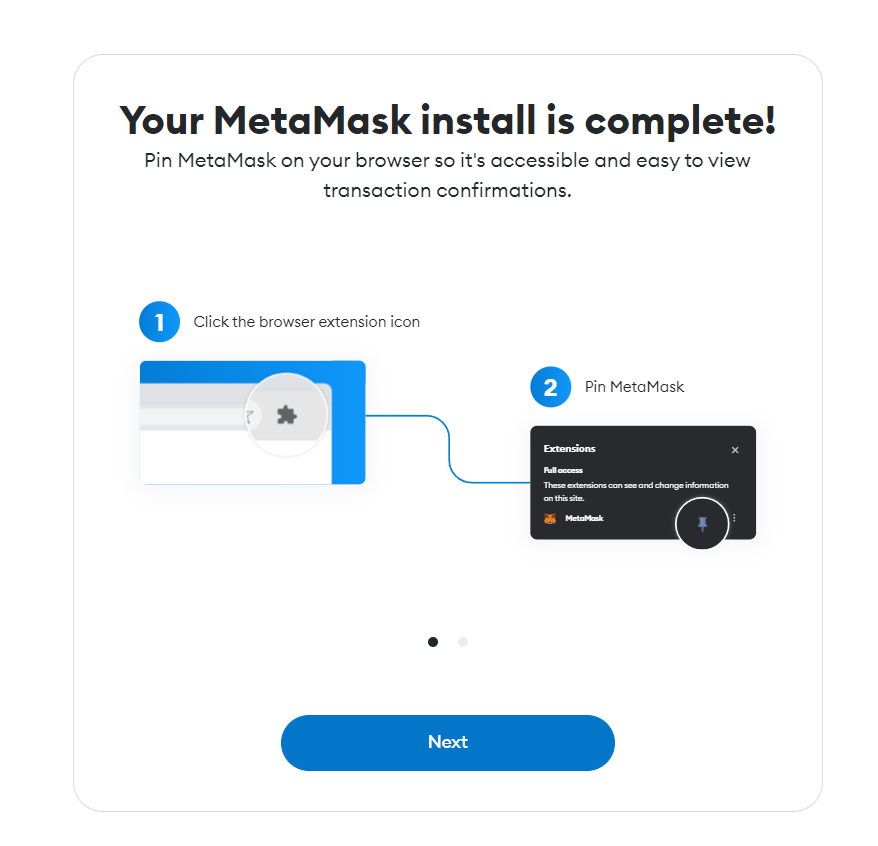 Your MetaMask install is complete!
Pin MetaMask on your browser so it's accessible and easy to view
transaction confirmations.
1
Click the browser extension icon
2
Pin MetaMask
Extensions
Full access
These extensions can see and change information
on this site.
MetaMask
Next